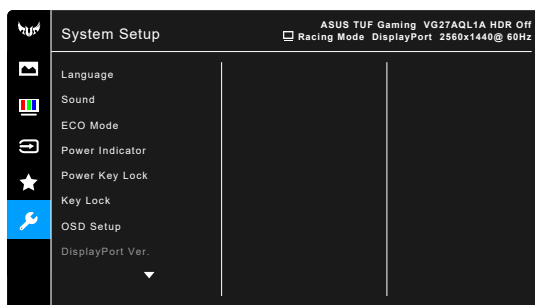 System Setup
ASUS TUF Gaming VG27AQL1A HDR Off
Racing Mode DisplayPort 2560x1440@ 60Hz
Language
Sound
ECO Mode
Power Indicator
Power Key Lock
Key Lock
OSD Setup
DisplayPort Ver.